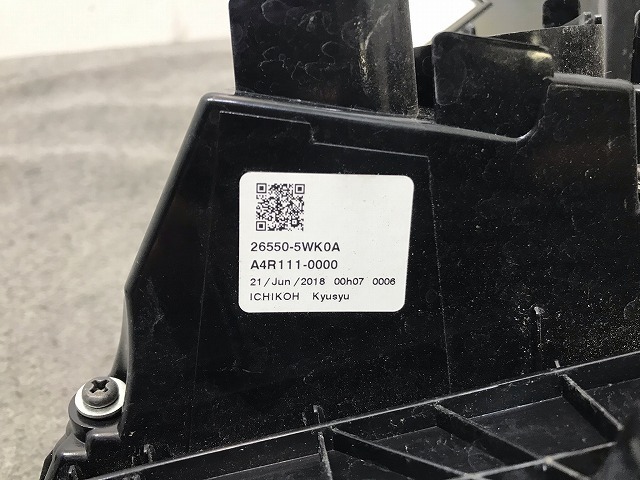 26550-5WK0A
A4R111-0000
21/Jun/2018 00h07 0006
ICHIKOH Kyusyu